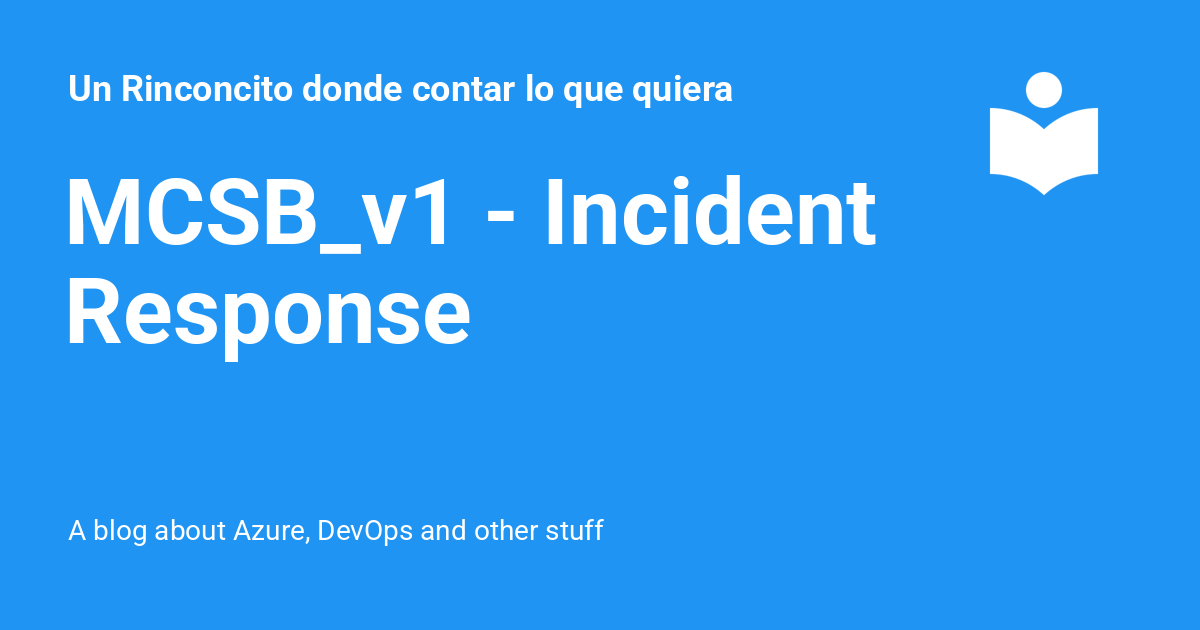 Un Rinconcito donde contar lo que quiera
MCSB_v1 - Incident
Response
A blog about Azure, DevOps and other stuff